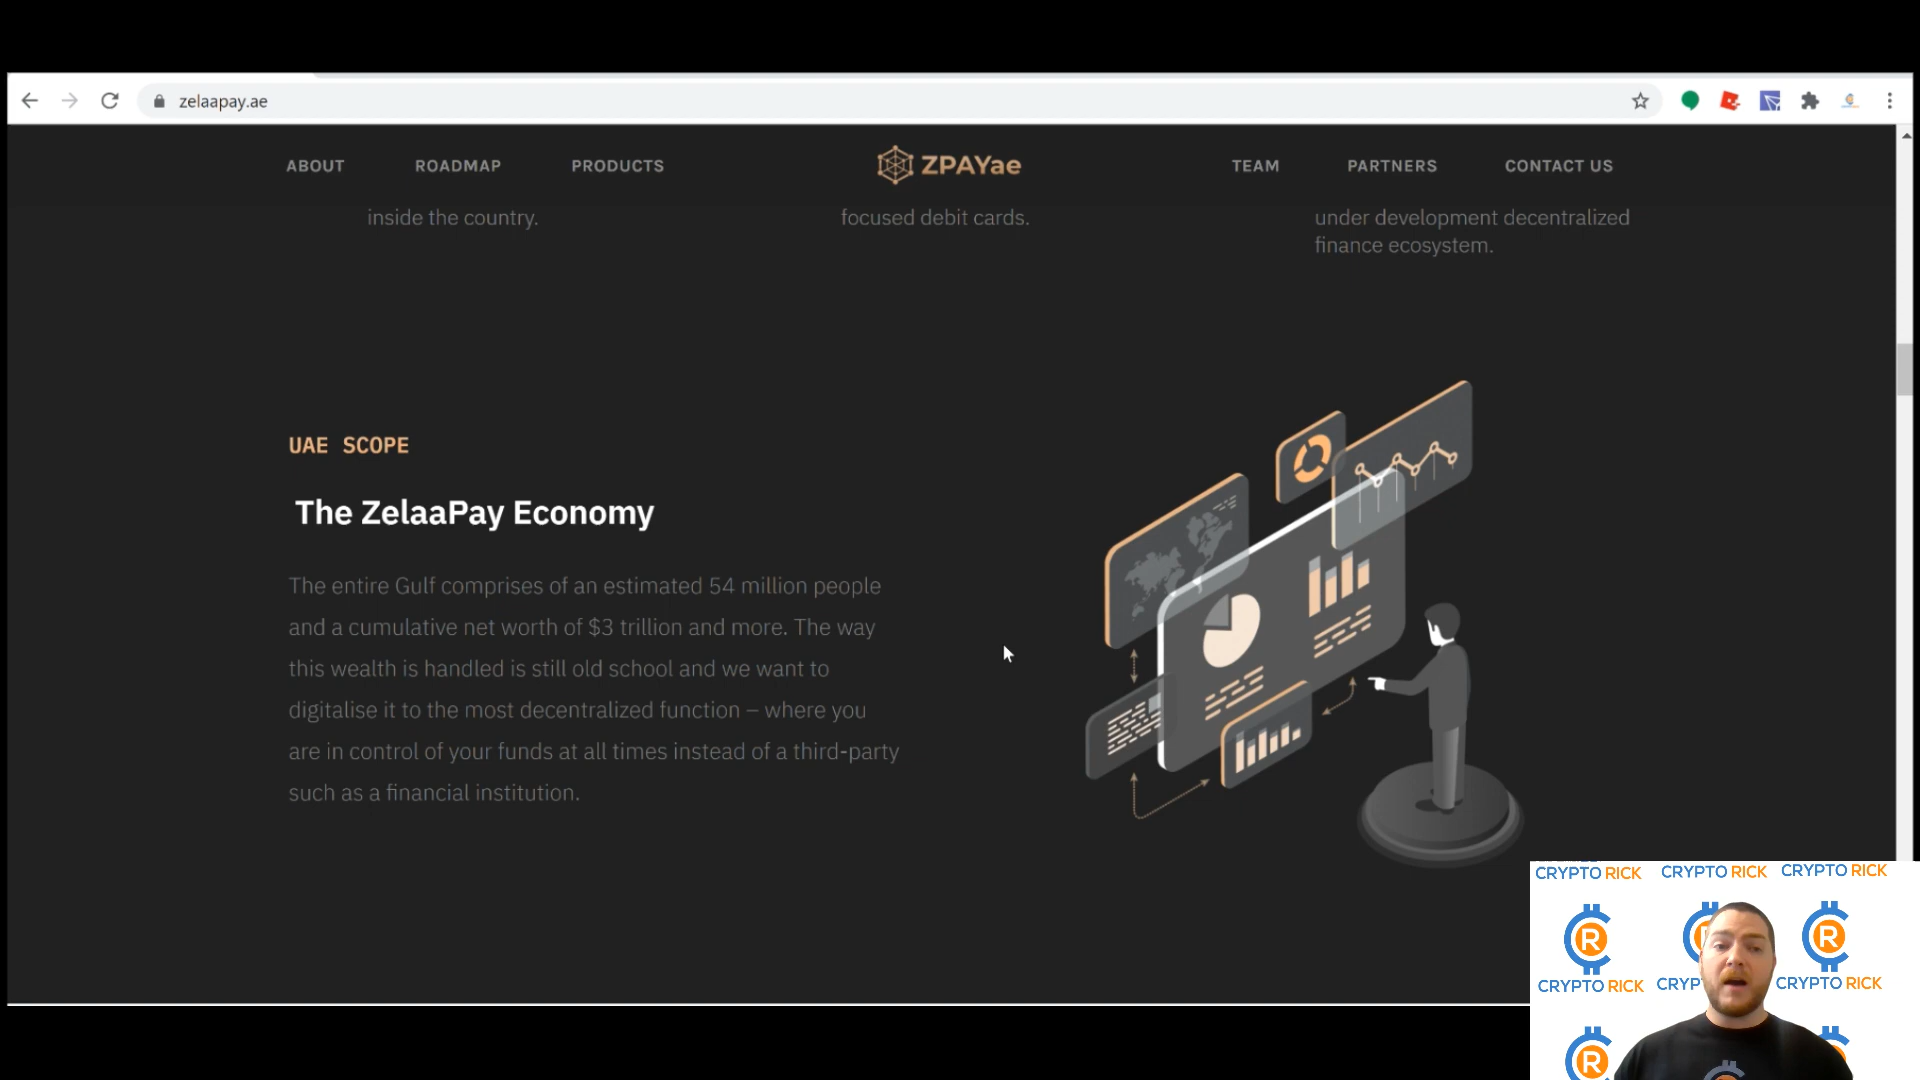 zelaapay.ae
ABOUT ROADMAP PRODUCTS ZPAYae TEAM PARTNERS CONTACT US
inside the country.
focused debit cards.
under development decentralized
finance ecosystem.
UAE SCOPE
The ZelaaPay Economy
The entire Gulf comprises of an estimated 54 million people
and a cumulative net worth of $3 trillion and more. The way
this wealth is handled is still old school and we want to
digitalise it to the most decentralized function – where you
are in control of your funds at all times instead of a third-party
such as a financial institution.
CRYPTO RICK CRYPTO RICK CRYPTO RICK
R R
CRYPTO RICK CRYP CRYPTO RICK
R